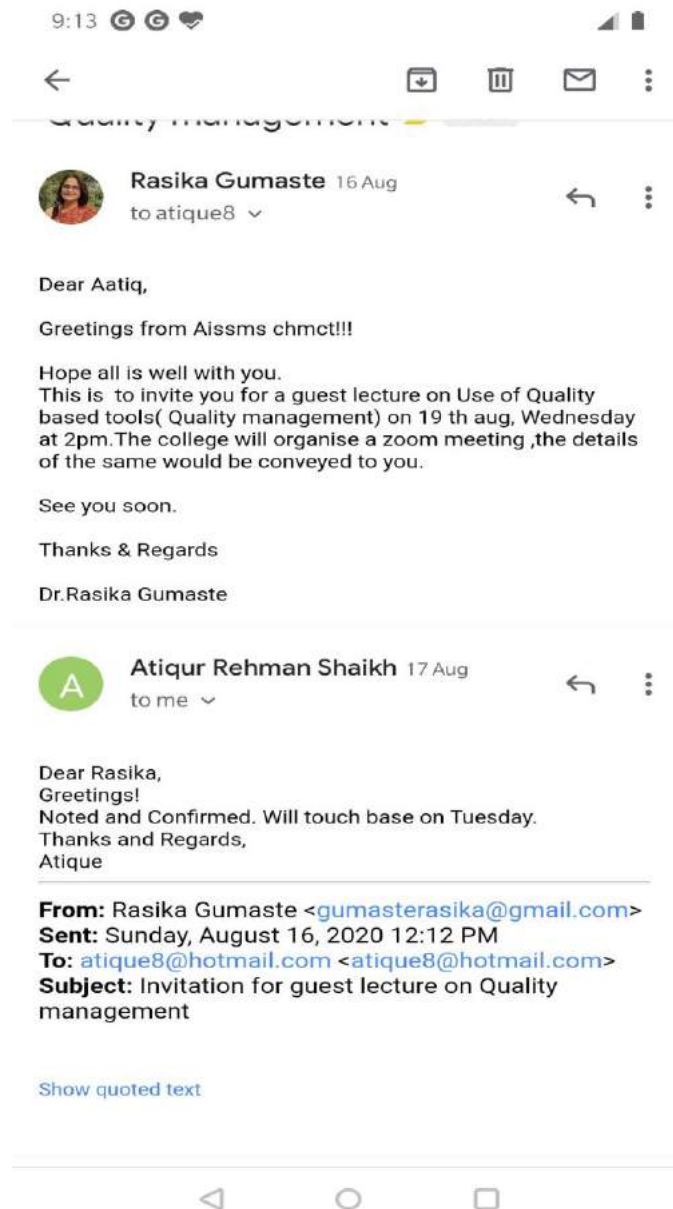 9:13
Quality management
Rasika Gumaste 16 Aug
to atique8
Dear Aatiq,
Greetings from Aissms chmct!!!
Hope all is well with you.
This is to invite you for a guest lecture on Use of Quality
based tools( Quality management) on 19 th aug, Wednesday
at 2pm.The college will organise a zoom meeting ,the details
of the same would be conveyed to you.
See you soon.
Thanks & Regards
Dr.Rasika Gumaste
A
Atiqur Rehman Shaikh 17 Aug
to me
Dear Rasika,
Greetings!
Noted and Confirmed. Will touch base on Tuesday.
Thanks and Regards,
Atique
From: Rasika Gumaste <gumasterasika@gmail.com>
Sent: Sunday, August 16, 2020 12:12 PM
To: atique8@hotmail.com <atique8@hotmail.com>
Subject: Invitation for guest lecture on Quality
management
Show quoted text